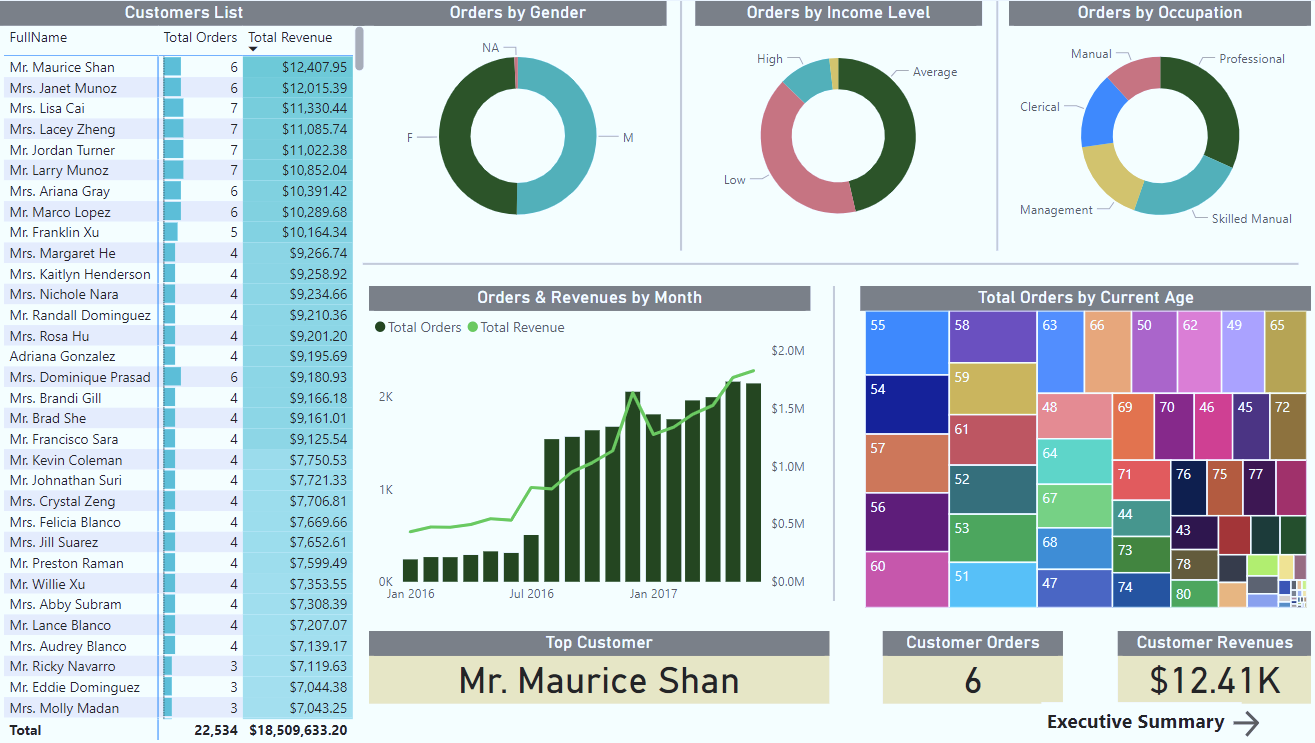 Customers List
FullName Total Orders Total Revenue
Mr. Maurice Shan 6 $12,407.95
Mrs. Janet Munoz 6 $12,015.39
Mrs. Lisa Cai 7 $11,330.44
Mrs. Lacey Zheng 7 $11,085.74
Mr. Jordan Turner 7 $11,022.38
Mr. Larry Munoz 7 $10,852.04
Mrs. Ariana Gray 6 $10,391.42
Mr. Marco Lopez 6 $10,289.68
Mr. Franklin Xu 5 $10,164.34
Mrs. Margaret He 4 $9,266.74
Mrs. Kaitlyn Henderson 4 $9,258.92
Mrs. Nichole Nara 4 $9,234.66
Mr. Randall Dominguez 4 $9,210.36
Mrs. Rosa Hu 4 $9,201.20
Adriana Gonzalez 4 $9,195.69
Mrs. Dominique Prasad 6 $9,180.93
Mrs. Brandi Gill 4 $9,166.18
Mr. Brad She 4 $9,161.01
Mr. Francisco Sara 4 $9,125.54
Mr. Kevin Coleman 4 $7,750.53
Mr. Johnathan Suri 4 $7,721.33
Mrs. Crystal Zeng 4 $7,706.81
Mrs. Felicia Blanco 4 $7,669.66
Mrs. Jill Suarez 4 $7,652.61
Mr. Preston Raman 4 $7,599.49
Mr. Willie Xu 4 $7,353.55
Mrs. Abby Subram 4 $7,308.39
Mr. Lance Blanco 4 $7,207.07
Mrs. Audrey Blanco 4 $7,139.17
Mr. Ricky Navarro 3 $7,119.63
Mr. Eddie Dominguez 3 $7,044.38
Mrs. Molly Madan 3 $7,043.25
Total 22,534 $18,509,633.20
Orders by Gender
NA
F
M
Orders by Income Level
High
Average
Low
Orders by Occupation
Manual
Professional
Clerical
Management
Skilled Manual
Orders & Revenues by Month
Total Orders Total Revenue
$2.0M
2K
$1.5M
$1.0M
1K
$0.5M
0K
$0.0M
Jan 2016 Jul 2016 Jan 2017
Total Orders by Current Age
55 58 63 66 50 62 49 65
54 59
57 61 48 69 70 46 45 72
56 52 64 71 76 75 77
60 53 67 44 43
51 68 73 78
47 74 80
Top Customer
Mr. Maurice Shan
Customer Orders
6
Customer Revenues
$12.41K
Executive Summary